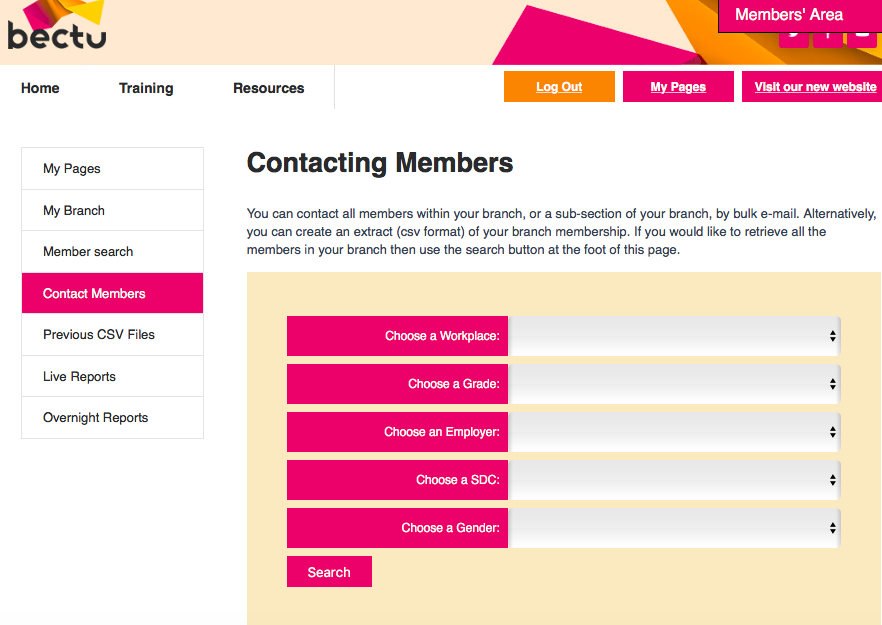 bectu
Members' Area
Home
Training
Resources
Log Out
My Pages
Visit our new website
My Pages
My Branch
Member search
Contact Members
Previous CSV Files
Live Reports
Overnight Reports
Contacting Members
You can contact all members within your branch, or a sub-section of your branch, by bulk e-mail. Alternatively,
you can create an extract (csv format) of your branch membership. If you would like to retrieve all the
members in your branch then use the search button at the foot of this page.
Choose a Workplace:
Choose a Grade:
Choose an Employer:
Choose a SDC:
Choose a Gender:
Search